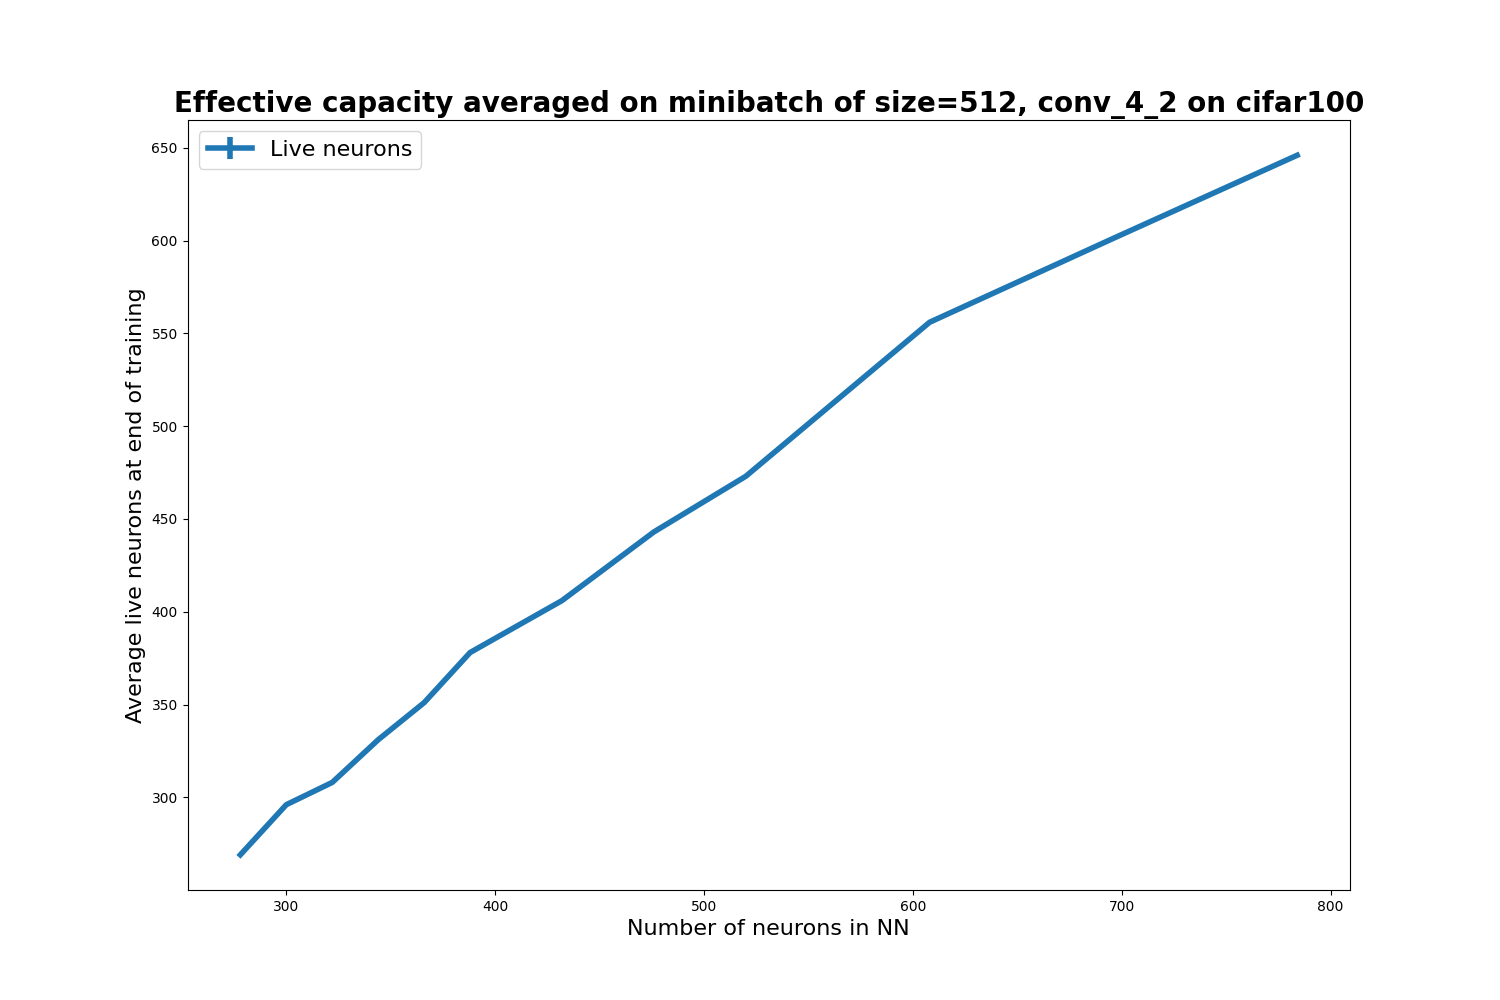 Effective capacity averaged on minibatch of size=512, conv_4_2 on cifar100
Live neurons
650
600
550
500
450
400
350
300
Average live neurons at end of training
300 400 500 600 700 800
Number of neurons in NN